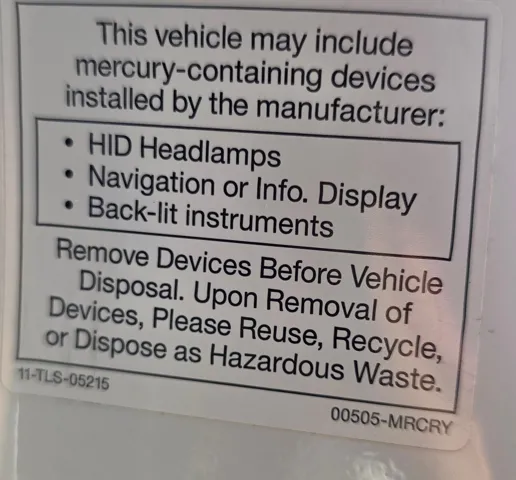 This vehicle may include
mercury-containing devices
installed by the manufacturer:
• HID Headlamps
• Navigation or Info. Display
• Back-lit instruments
Remove Devices Before Vehicle
Disposal. Upon Removal of
Devices, Please Reuse, Recycle,
or Dispose as Hazardous Waste.
11-TLS-05215
00505-MRCRY